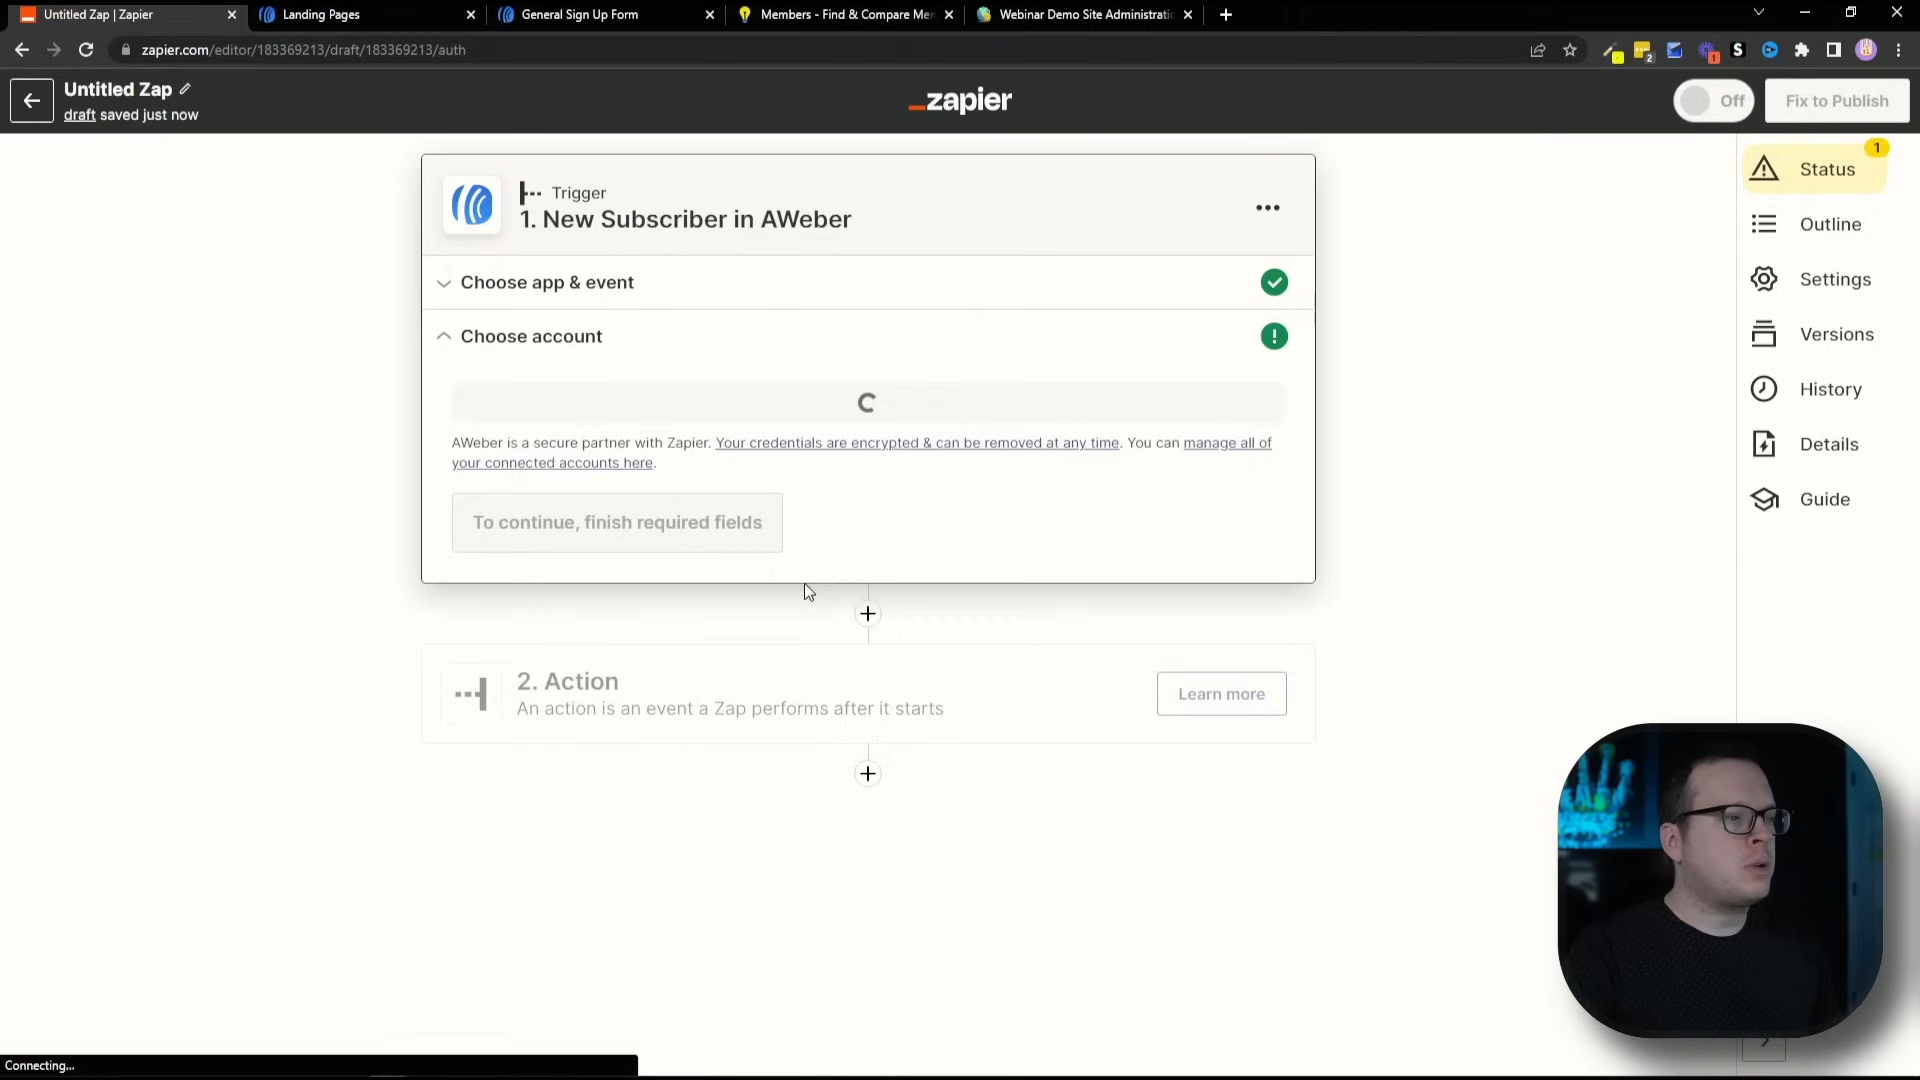 Untitled Zap | Zapier
Landing Pages
General Sign Up Form
Members - Find & Compare Mem
Webinar Demo Site Administratio
zapier.com/editor/183369213/draft/183369213/auth
2
1
S
Untitled Zap
draft saved just now
_zapier
Off
Fix to Publish
Trigger
1. New Subscriber in AWeber
Choose app & event
Choose account
AWeber is a secure partner with Zapier. Your credentials are encrypted & can be removed at any time. You can manage all of
your connected accounts here.
To continue, finish required fields
2. Action
An action is an event a Zap performs after it starts
Learn more
1
Status
Outline
Settings
Versions
History
Details
Guide
Connecting...